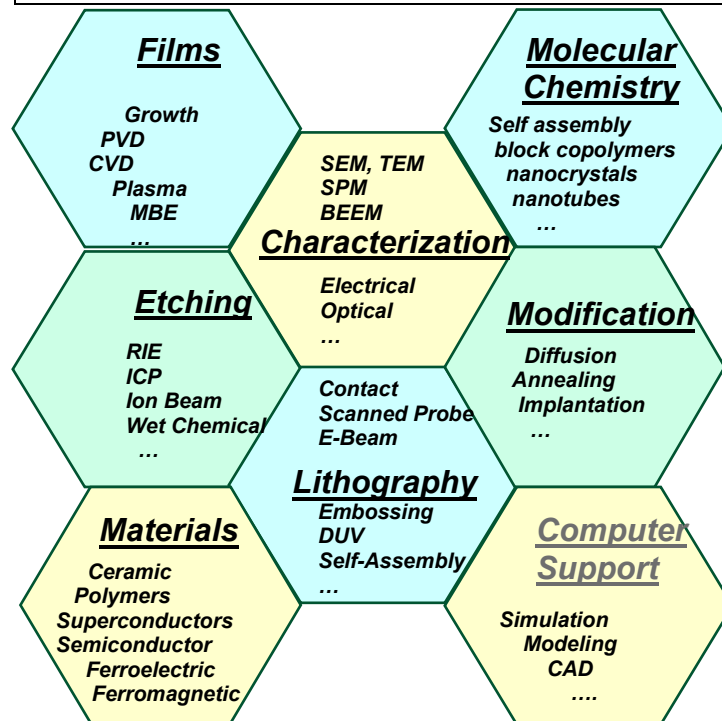 Films
Growth
PVD
CVD
Plasma
MBE
...
Molecular
Chemistry
Self assembly
block copolymers
nanocrystals
nanotubes
...
SEM, TEM
SPM
BEEM
Characterization
Electrical
Optical
...
Etching
RIE
ICP
Ion Beam
Wet Chemical
...
Modification
Diffusion
Annealing
Implantation
...
Contact
Scanned Probe
E-Beam
Lithography
Embossing
DUV
Self-Assembly
...
Materials
Ceramic
Polymers
Superconductors
Semiconductor
Ferroelectric
Ferromagnetic
Computer
Support
Simulation
Modeling
CAD
....